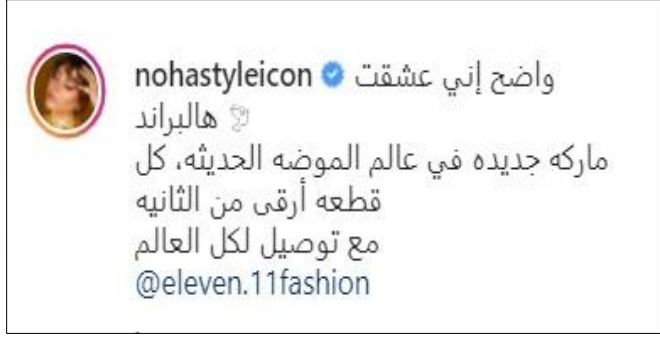 nohastyleicon واضح إني عشقت
هالبراند 🕊
ماركه جديده في عالم الموضه الحديثه، كل
قطعه أرقى من الثانيه
مع توصيل لكل العالم
@eleven.11fashion